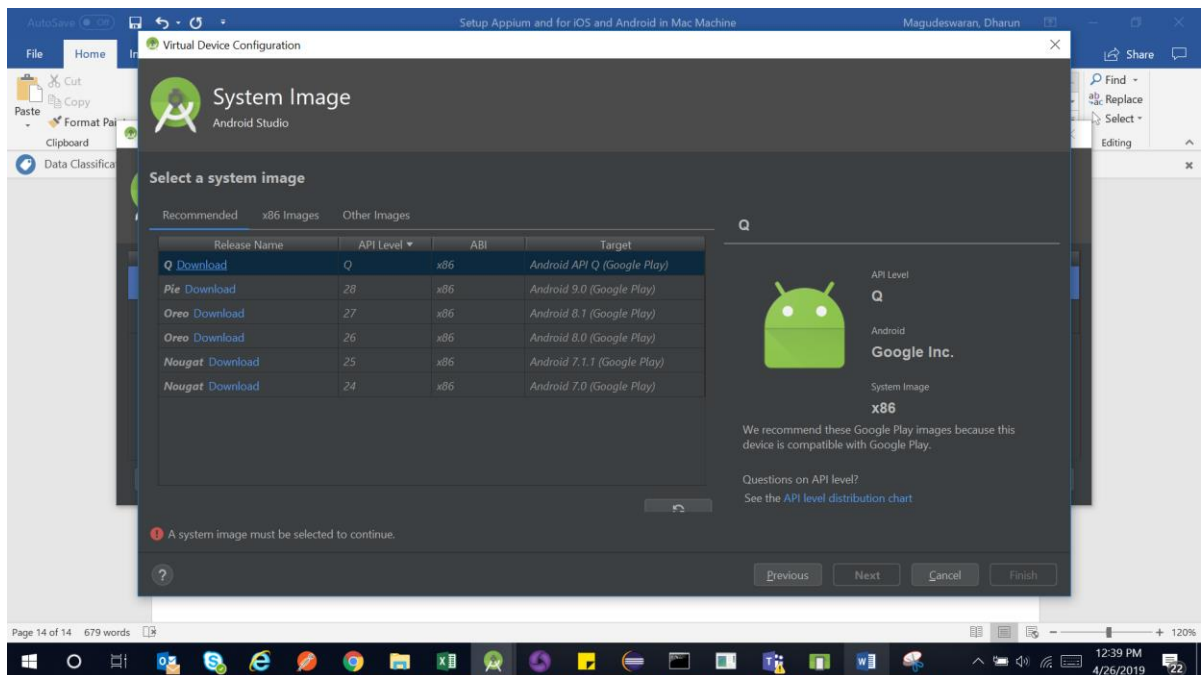 AutoSave Off
Setup Appium and for iOS and Android in Mac Machine
Magudeswaran, Dharun
File Home In
Share
Cut
Copy
Paste
Format Pai
Clipboard
Find
Replace
Select
Editing
Data Classifica
Virtual Device Configuration
System Image
Android Studio
Select a system image
Recommended x86 Images Other Images
Release Name API Level ABI Target
Q Download Q x86 Android API Q (Google Play)
Pie Download 28 x86 Android 9.0 (Google Play)
Oreo Download 27 x86 Android 8.1 (Google Play)
Oreo Download 26 x86 Android 8.0 (Google Play)
Nougat Download 25 x86 Android 7.1.1 (Google Play)
Nougat Download 24 x86 Android 7.0 (Google Play)
Q
API Level
Q
Android
Google Inc.
System Image
x86
We recommend these Google Play images because this
device is compatible with Google Play.
Questions on API level?
See the API level distribution chart
A system image must be selected to continue.
? Previous Next Cancel Finish
Page 14 of 14 679 words
120%
12:39 PM
4/26/2019
22